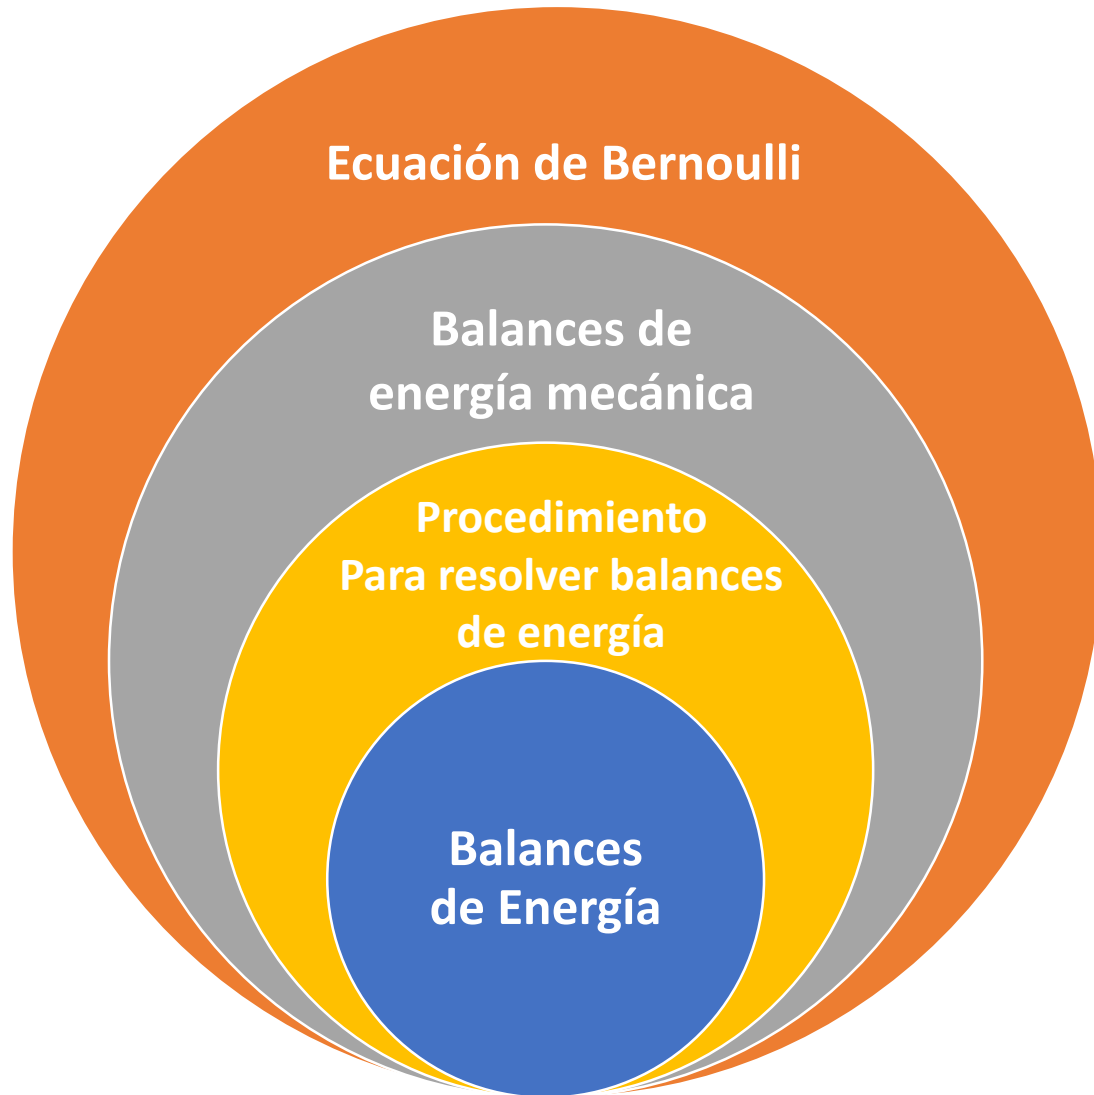 Ecuación de Bernoulli
Balances de
energía mecánica
Procedimiento
Para resolver balances
de energía
Balances
de Energía